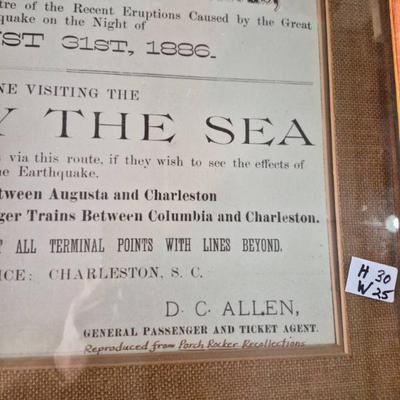 tre of the Recent Eruptions Caused by the Great
quake on the Night of
UST 31ST, 1886.
NE VISITING THE
Y THE SEA
via this route, if they wish to see the effects of
he Earthquake.
tween Augusta and Charleston
ger Trains Between Columbia and Charleston.
T ALL TERMINAL POINTS WITH LINES BEYOND.
ICE: CHARLESTON, S. C.
D. C. ALLEN,
GENERAL PASSENGER AND TICKET AGENT.
Reproduced from Porch Rocker Recollections
H 30
W 25